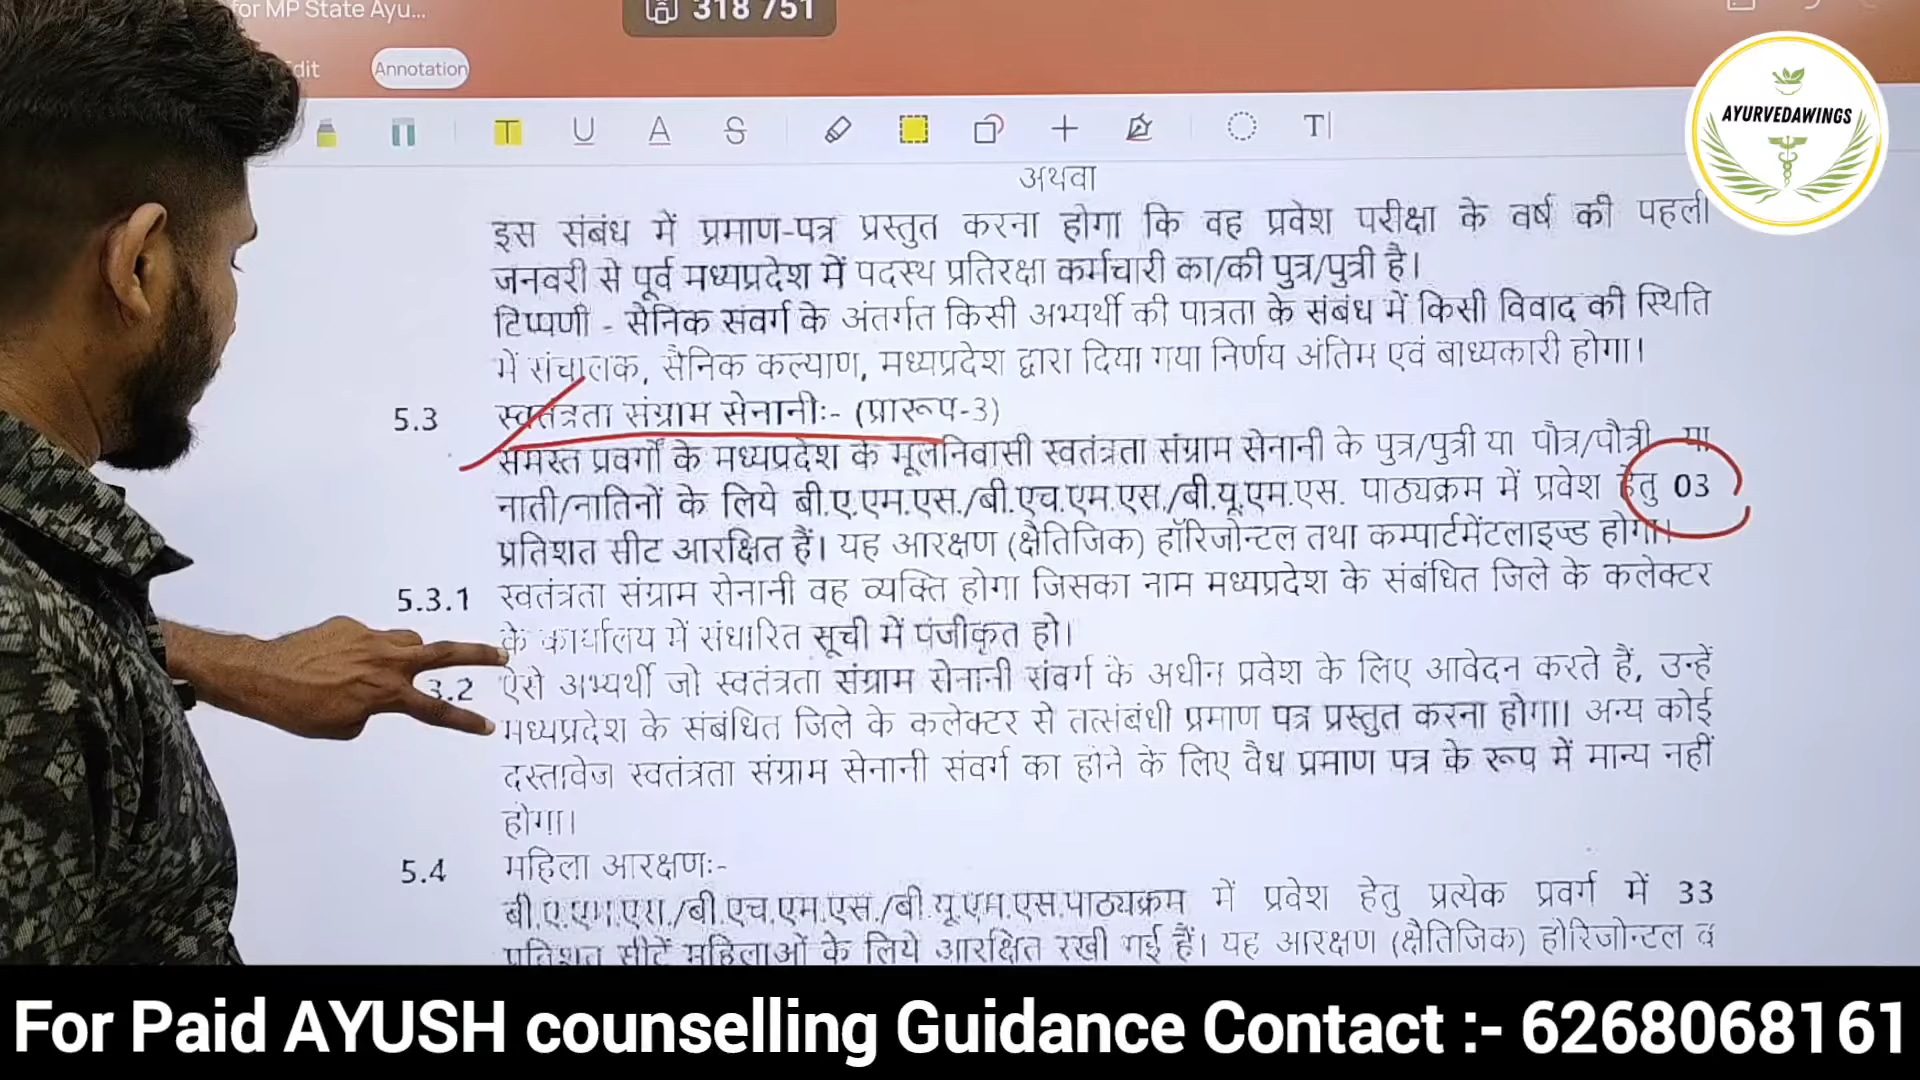 for MP State Ayu...
318 751
Edit
Annotation
T U A S T|
AYURVEDAWINGS
अथवा
इस संबंध में प्रमाण-पत्र प्रस्तुत करना होगा कि वह प्रवेश परीक्षा के वर्ष की पहली
जनवरी से पूर्व मध्यप्रदेश में पदस्थ प्रतिरक्षा कर्मचारी का/की पुत्र/पुत्री है।
टिप्पणी - सैनिक संवर्ग के अंतर्गत किसी अभ्यर्थी की पात्रता के संबंध में किसी विवाद की स्थिति
में संचालक, सैनिक कल्याण, मध्यप्रदेश द्वारा दिया गया निर्णय अंतिम एवं बाध्यकारी होगा।
5.3 स्वतंत्रता संग्राम सेनानीः- (प्रारूप-3)
समस्त प्रवर्गों के मध्यप्रदेश के मूलनिवासी स्वतंत्रता संग्राम सेनानी के पुत्र/पुत्री या पौत्र/पौत्री या
नाती/नातिनों के लिये बी.ए.एम.एस./बी.एच.एम.एस./बी.यू.एम.एस. पाठ्यक्रम में प्रवेश हेतु 03
प्रतिशत सीट आरक्षित हैं। यह आरक्षण (क्षैतिजिक) हॉरिजोन्टल तथा कम्पार्टमेंटलाइज्ड होगा।
5.3.1 स्वतंत्रता संग्राम सेनानी वह व्यक्ति होगा जिसका नाम मध्यप्रदेश के संबंधित जिले के कलेक्टर
के कार्यालय में संधारित सूची में पंजीकृत हो।
3.2 ऐसे अभ्यर्थी जो स्वतंत्रता संग्राम सेनानी संवर्ग के अधीन प्रवेश के लिए आवेदन करते हैं, उन्हें
मध्यप्रदेश के संबंधित जिले के कलेक्टर से तत्संबंधी प्रमाण पत्र प्रस्तुत करना होगा। अन्य कोई
दस्तावेज स्वतंत्रता संग्राम सेनानी संवर्ग का होने के लिए वैध प्रमाण पत्र के रूप में मान्य नहीं
होगा।
5.4 महिला आरक्षणः-
बी.ए.एम.एस./बी.एच.एम.एस./बी.यू.एम.एस.पाठ्यक्रम में प्रवेश हेतु प्रत्येक प्रवर्ग में 33
प्रतिशत सीटें महिलाओं के लिये आरक्षित रखी गई हैं। यह आरक्षण (क्षैतिजिक) हॉरिजोन्टल व
For Paid AYUSH counselling Guidance Contact :- 6268068161